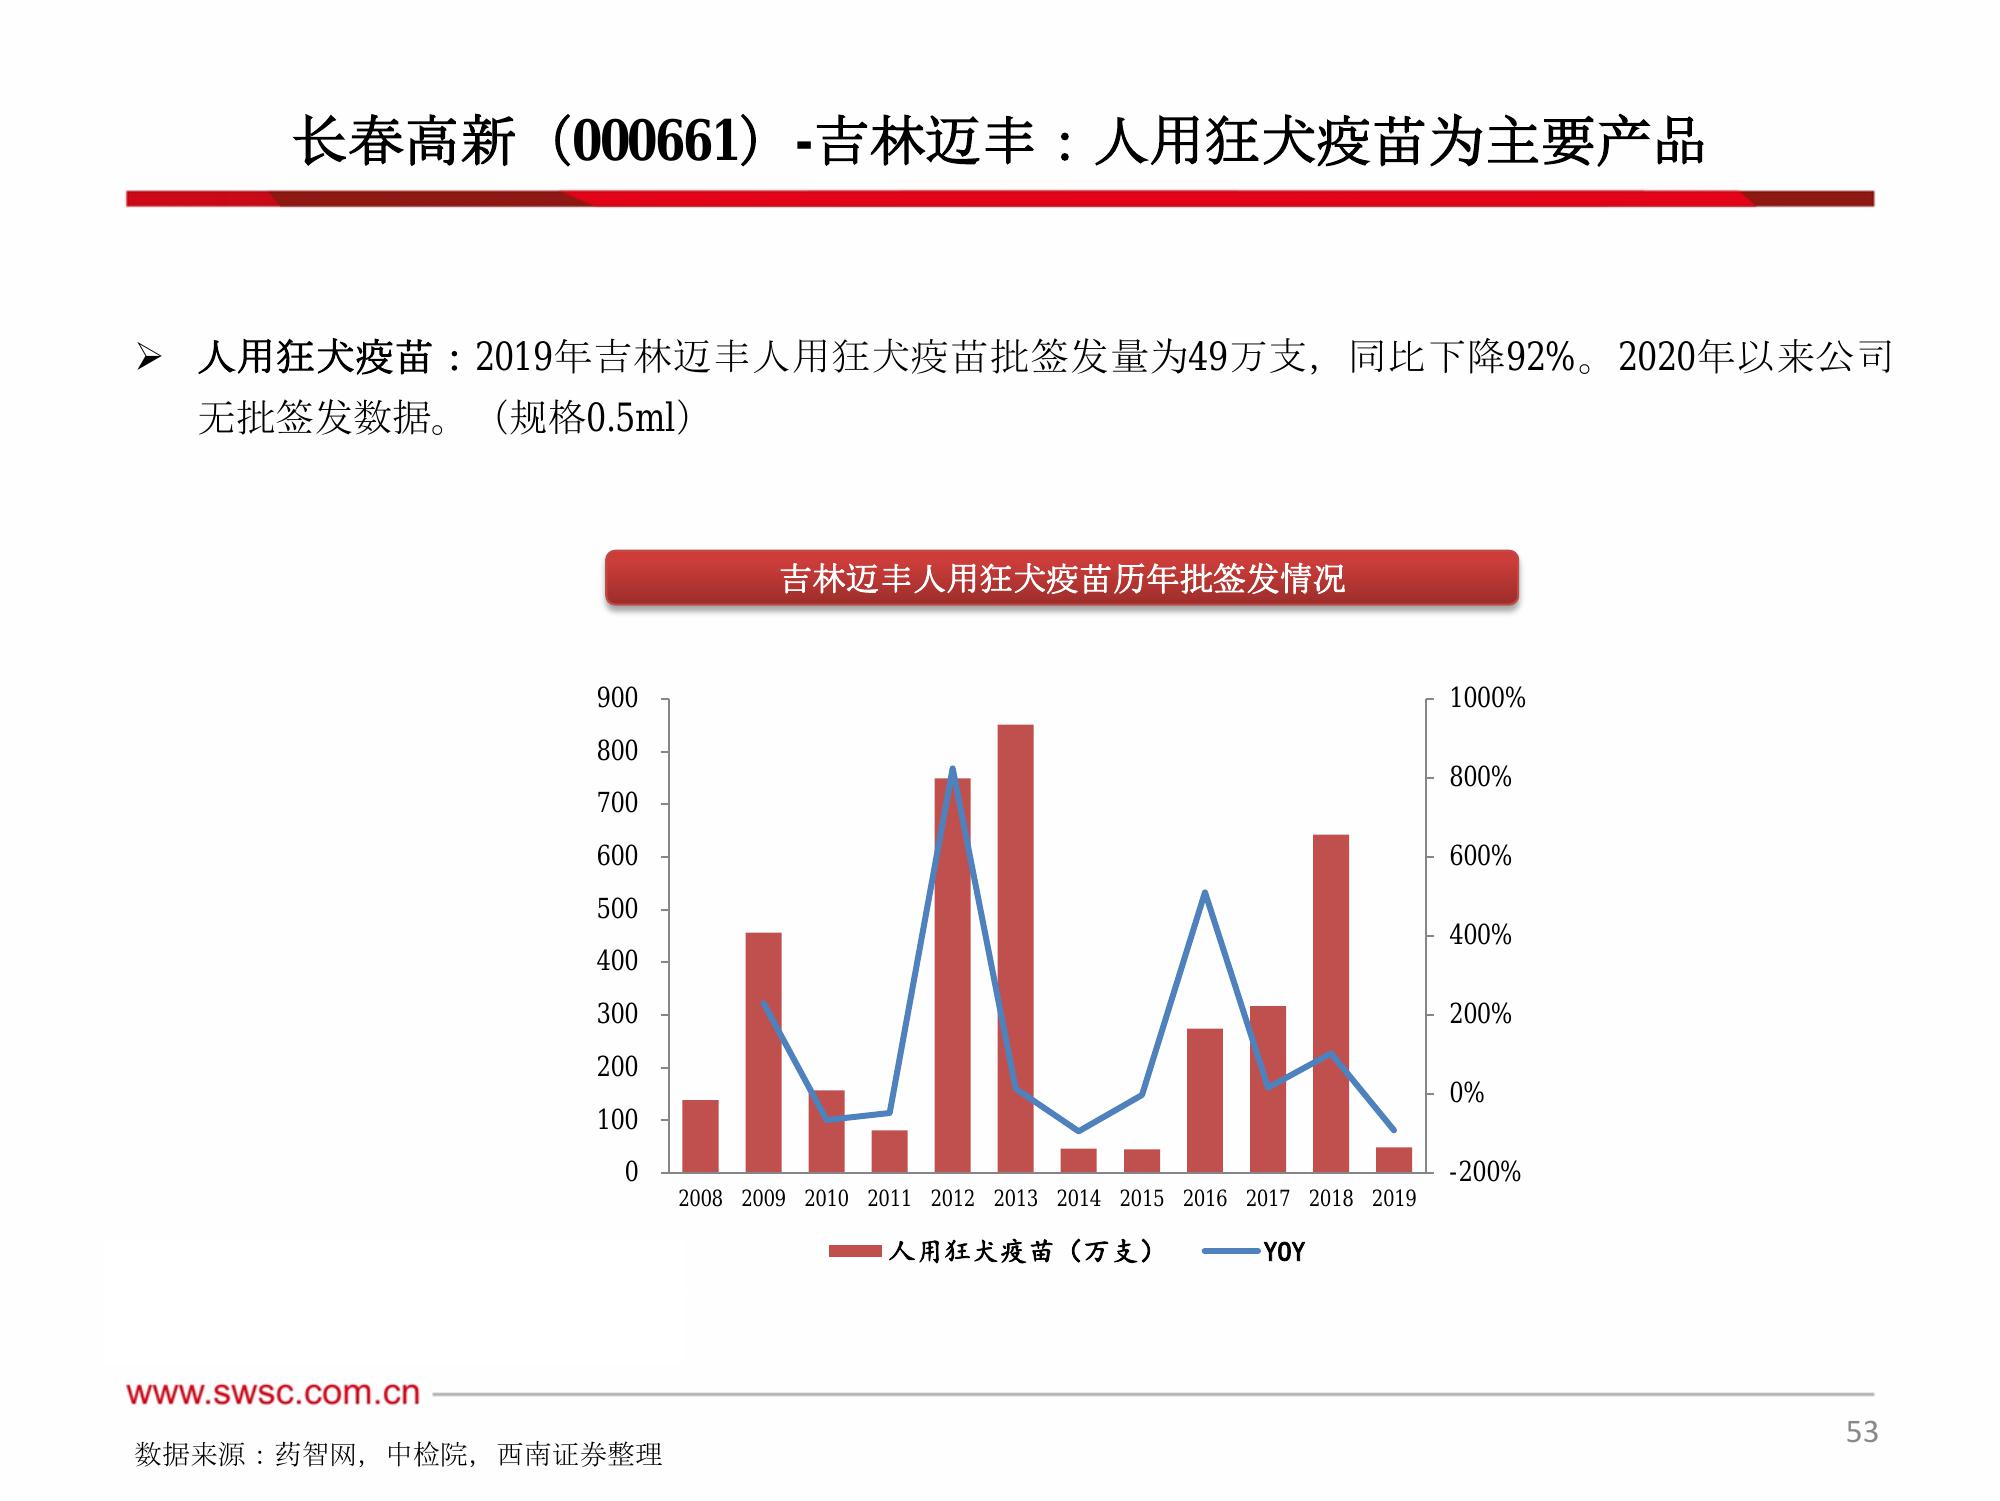 长春高新（000661）-吉林迈丰：人用狂犬疫苗为主要产品
➢ 人用狂犬疫苗：2019年吉林迈丰人用狂犬疫苗批签发量为49万支，同比下降92%。2020年以来公司
无批签发数据。（规格0.5ml）
吉林迈丰人用狂犬疫苗历年批签发情况
900 1000%
800
800%
700
600 600%
500
400%
400
300 200%
200
0%
100
0 -200%
2008 2009 2010 2011 2012 2013 2014 2015 2016 2017 2018 2019
人用狂犬疫苗（万支） YOY
www.swsc.com.cn
53
数据来源：药智网，中检院，西南证券整理